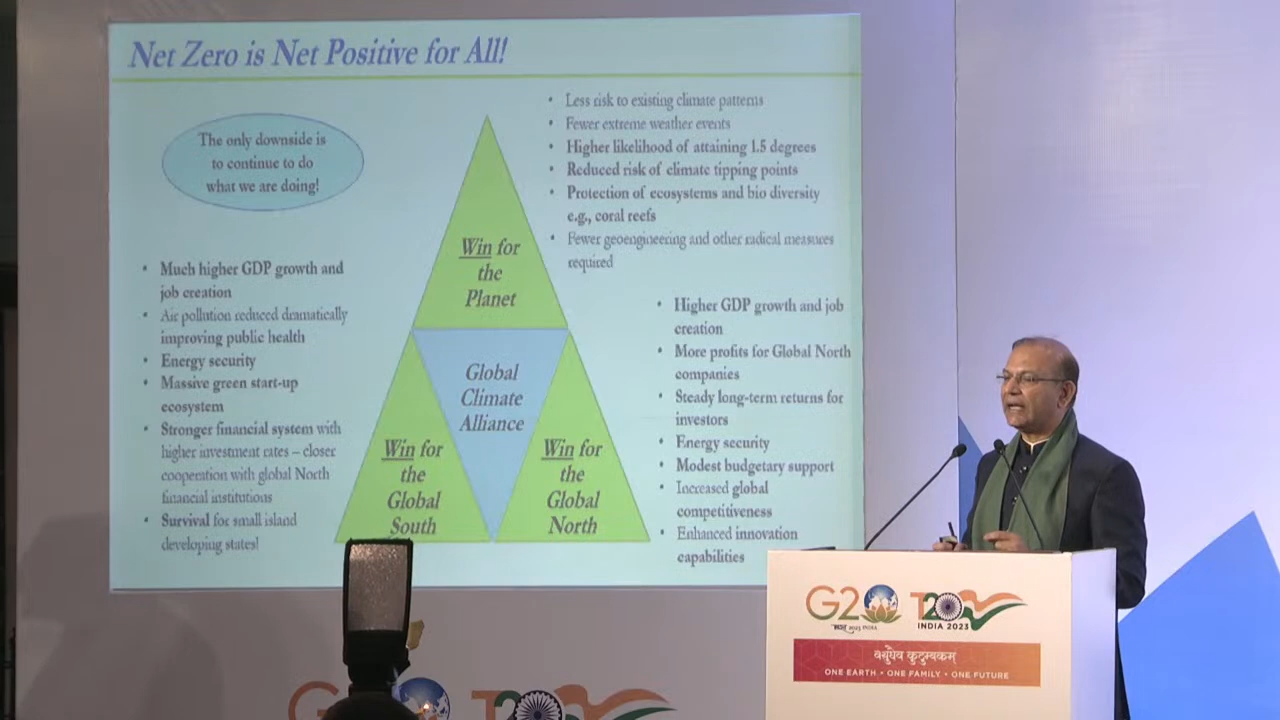 Net Zero is Net Positive for All!
The only downside is
to continue to do
what we are doing!
• Less risk to existing climate patterns
• Fewer extreme weather events
• Higher likelihood of attaining 1.5 degrees
• Reduced risk of climate tipping points
• Protection of ecosystems and bio diversity
e.g., coral reefs
• Fewer geoengineering and other radical measures
required
Win for
the
Planet
• Much higher GDP growth and
job creation
• Air pollution reduced dramatically
improving public health
• Energy security
• Massive green start-up
ecosystem
• Stronger financial system with
higher investment rates – closer
cooperation with global North
financial institutions
• Survival for small island
developing states!
Global
Climate
Alliance
Win for
the
Global
South
Win for
the
Global
North
• Higher GDP growth and job
creation
• More profits for Global North
companies
• Steady long-term returns for
investors
• Energy security
• Modest budgetary support
• Increased global
competitiveness
• Enhanced innovation
capabilities
G20 T20
भारत 2023 INDIA INDIA 2023
वसुधैव कुटुम्बकम्
ONE EARTH • ONE FAMILY • ONE FUTURE
G T20